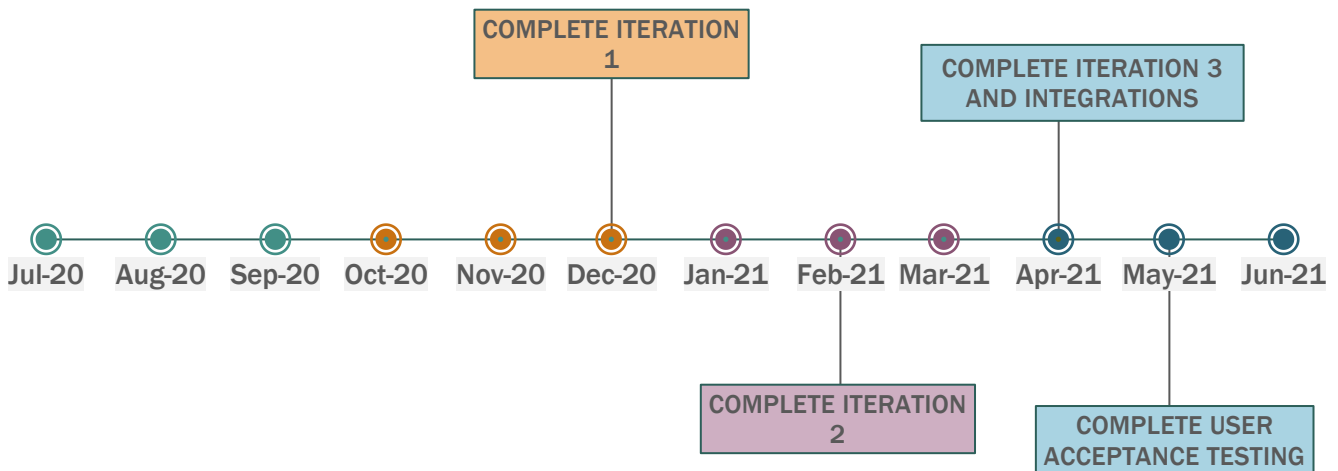 COMPLETE ITERATION
1
COMPLETE ITERATION 3
AND INTEGRATIONS
Jul-20 Aug-20 Sep-20 Oct-20 Nov-20 Dec-20 Jan-21 Feb-21 Mar-21 Apr-21 May-21 Jun-21
COMPLETE ITERATION
2
COMPLETE USER
ACCEPTANCE TESTING